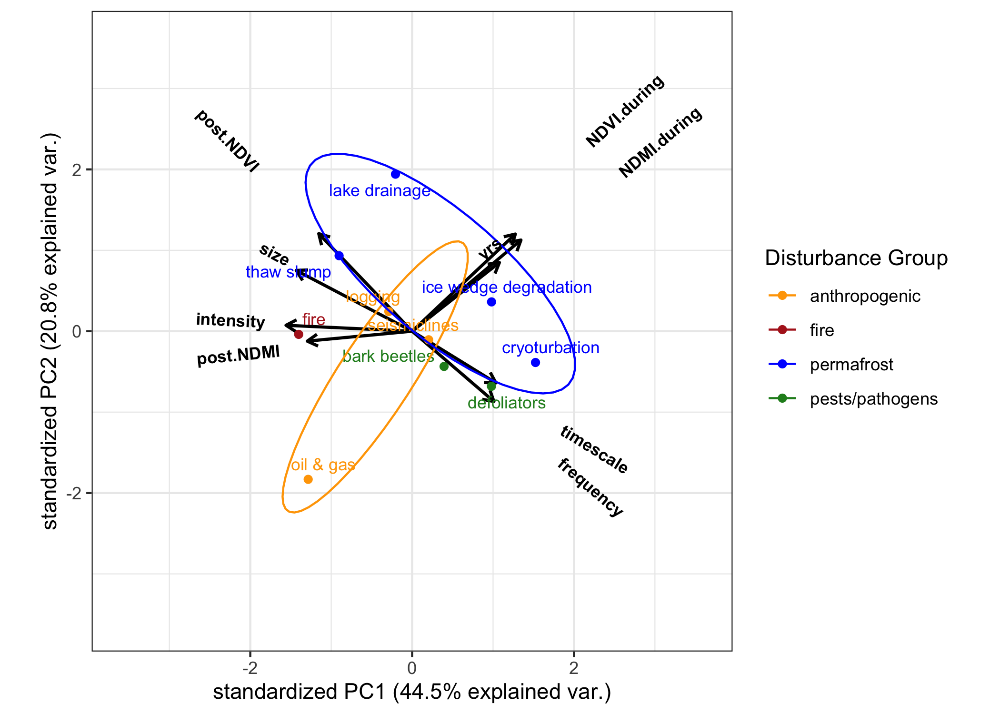 NDVI.during
NDMI.during
post.NDVI
2
lake drainage
size
yrs
thaw slump
ice wedge degradation
logging
intensity
fire
seismiclines
0
post.NDMI
bark beetles
cryoturbation
defoliators
timescale
frequency
oil & gas
-2
-2
0
2
standardized PC1 (44.5% explained var.)
standardized PC2 (20.8% explained var.)
Disturbance Group
anthropogenic
fire
permafrost
pests/pathogens